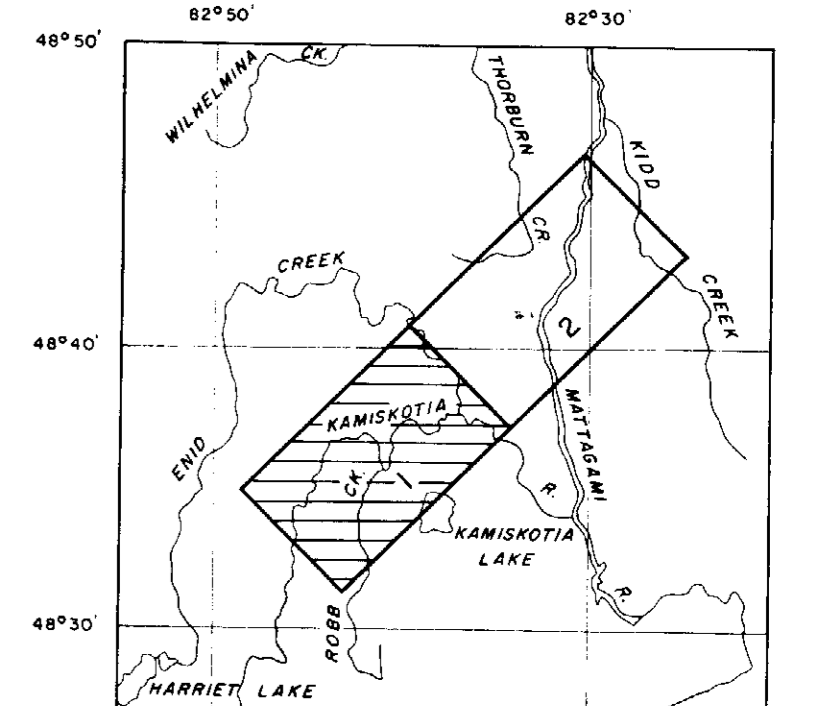 82°50'
82°30'
48°50'
WILHELMINA CK.
THORBURN
KIDD
CR.
CREEK
CREEK
2
48°40'
KAMISKOTIA
MATTAGAMI
ENID
CK.
1
R.
KAMISKOTIA
LAKE
R.
48°30'
ROBB
HARRIET LAKE